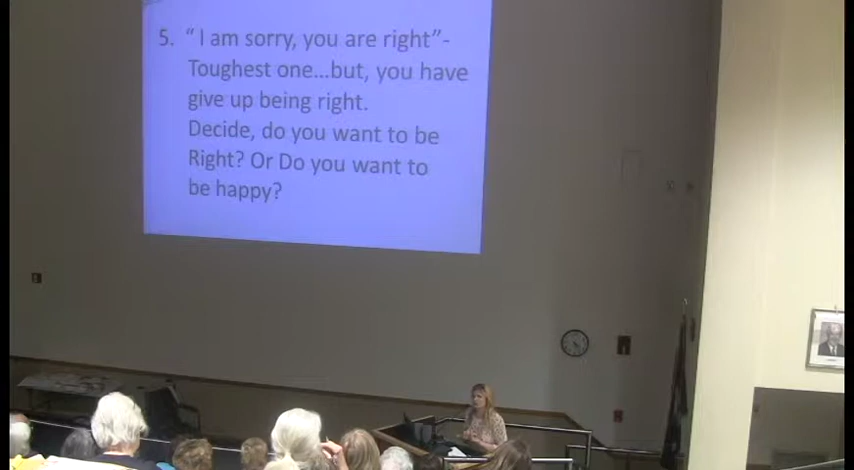 5. “I am sorry, you are right”-
Toughest one...but, you have
give up being right.
Decide, do you want to be
Right? Or Do you want to
be happy?